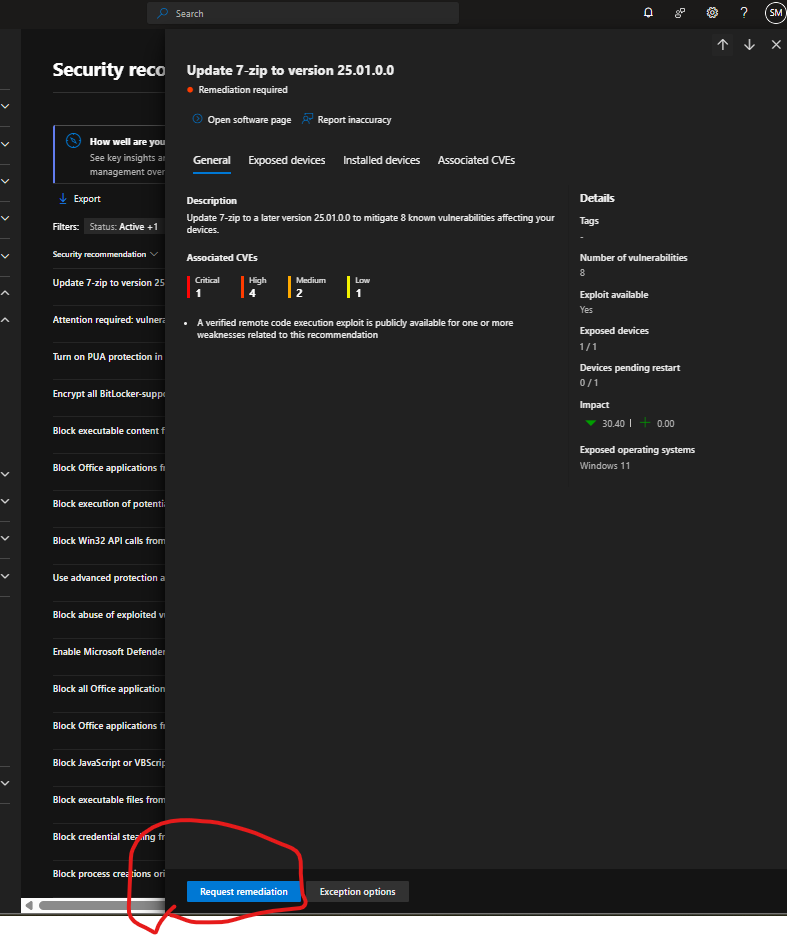 Search
SM
Security reco
Update 7-zip to version 25.01.0.0
Remediation required
Open software page
Report inaccuracy
How well are you
See key insights a
management over
Export
Filters: Status: Active +1
Security recommendation
Update 7-zip to version 25
Attention required: vulnera
Turn on PUA protection in
Encrypt all BitLocker-suppo
Block executable content f
Block Office applications fr
Block execution of potentia
Block Win32 API calls from
Use advanced protection a
Block abuse of exploited v
Enable Microsoft Defender
Block all Office application
Block Office applications fr
Block JavaScript or VBScrip
Block executable files from
Block credential stealing fr
Block process creations ori
General Exposed devices Installed devices Associated CVEs
Description
Update 7-zip to a later version 25.01.0.0 to mitigate 8 known vulnerabilities affecting your
devices.
Associated CVEs
Critical
1
High
4
Medium
2
Low
1
• A verified remote code execution exploit is publicly available for one or more
weaknesses related to this recommendation
Details
Tags
-
Number of vulnerabilities
8
Exploit available
Yes
Exposed devices
1 / 1
Devices pending restart
0 / 1
Impact
30.40 | + 0.00
Exposed operating systems
Windows 11
Request remediation
Exception options